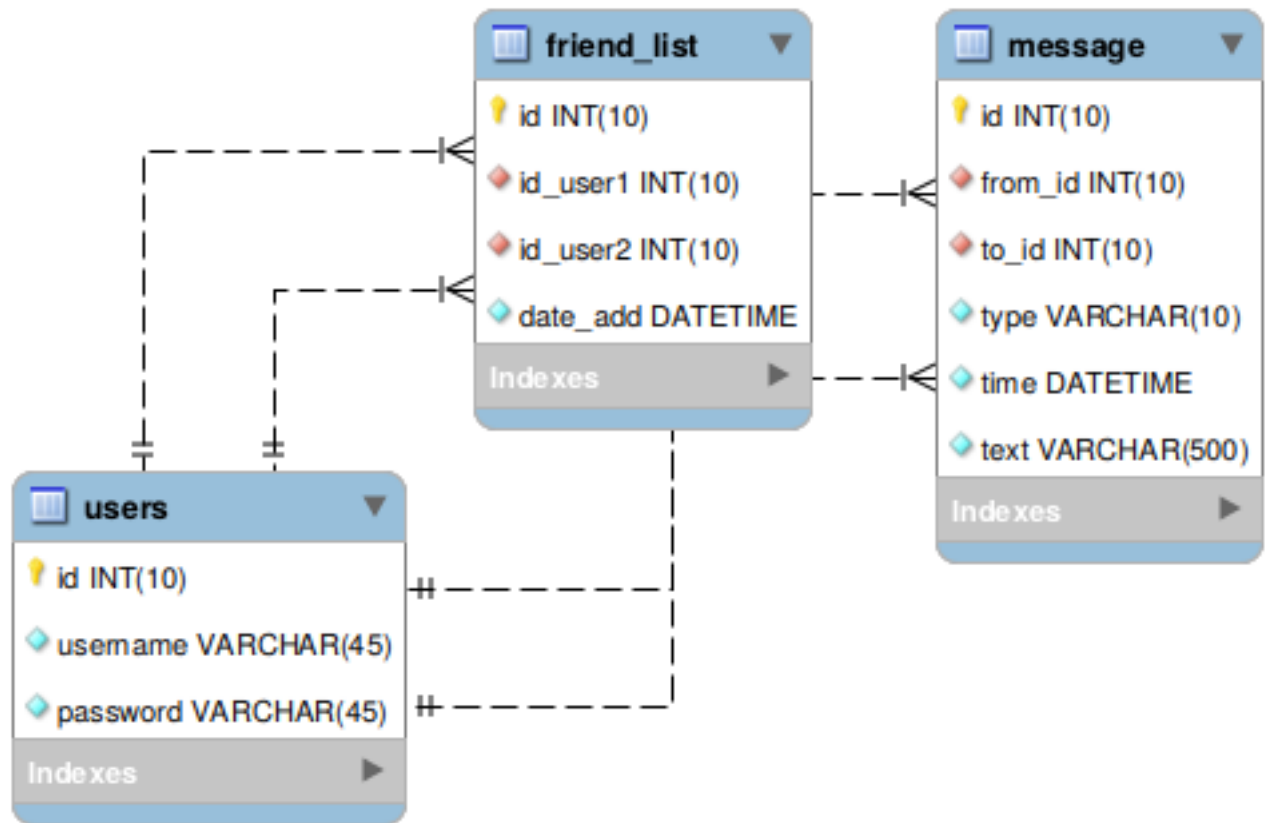 friend_list
id INT(10)
id_user1 INT(10)
id_user2 INT(10)
date_add DATETIME
Indexes
message
id INT(10)
from_id INT(10)
to_id INT(10)
type VARCHAR(10)
time DATETIME
text VARCHAR(500)
Indexes
users
id INT(10)
username VARCHAR(45)
password VARCHAR(45)
Indexes